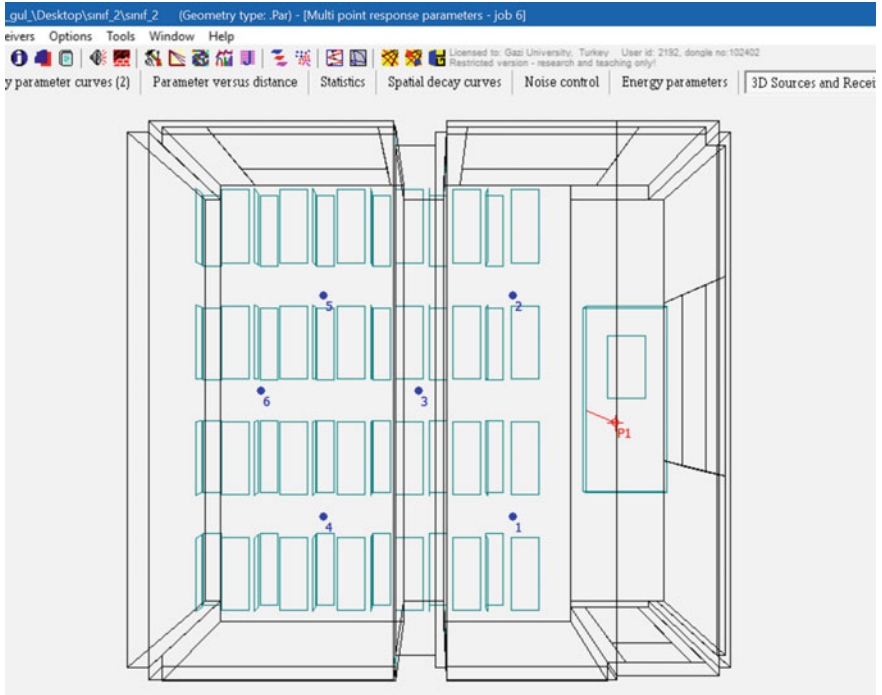 _gul_\Desktop\sınıf_2\sınıf_2 (Geometry type: .Par) - [Multi point response parameters - job 6]
eivers Options Tools Window Help
Licensed to: Gazi University, Turkey User id: 2192, dongle no:102402
Restricted version - research and teaching only!
y parameter curves (2) Parameter versus distance Statistics Spatial decay curves Noise control Energy parameters 3D Sources and Recei
5
2
6
3
P1
4
1